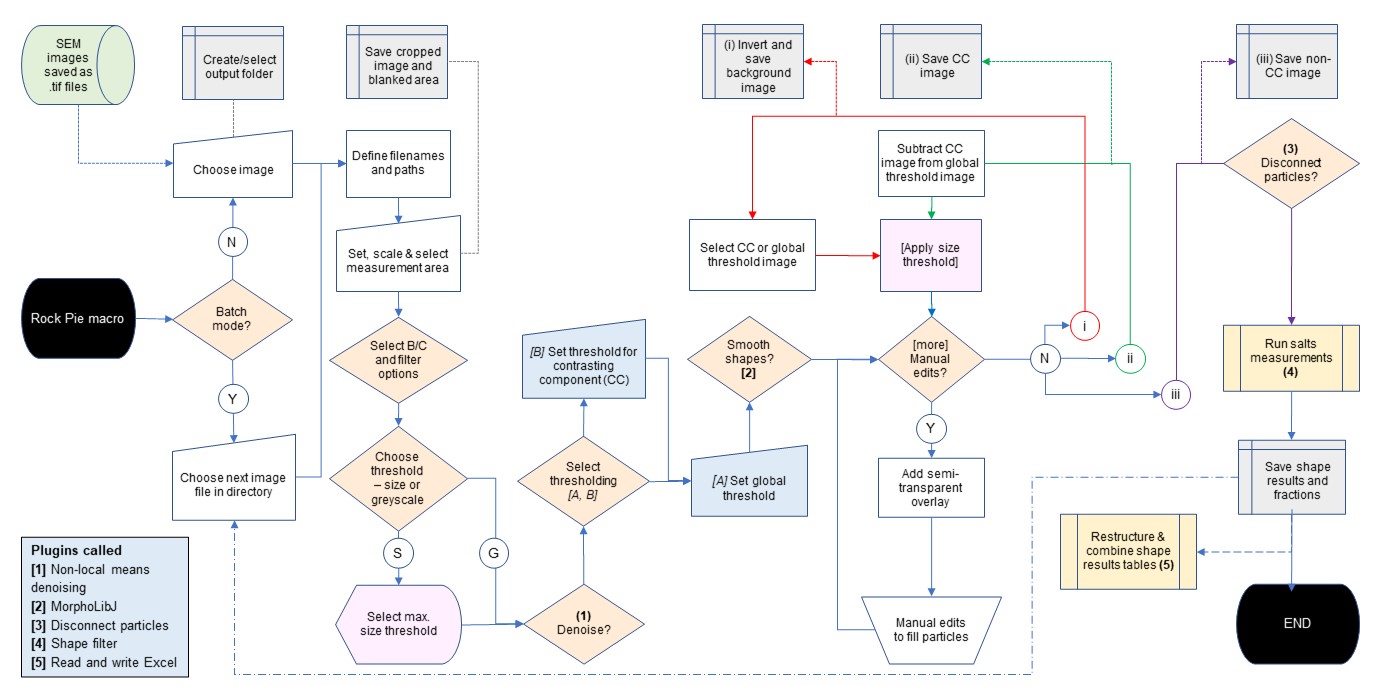 SEM
images
saved as
.tif files
Create/select
output folder
Save cropped
image and
blanked area
(i) Invert and
save
background
image
(ii) Save CC
image
(iii) Save non-
CC image
Choose image
Define filenames
and paths
Subtract CC
image from global
threshold image
(3)
Disconnect
particles?
N
Set, scale & select
measurement area
Select CC or global
threshold image
[Apply size
threshold]
Rock Pie macro
Batch
mode?
Select B/C
and filter
options
[B] Set threshold for
contrasting
component (CC)
Smooth
shapes?
[2]
[more]
Manual
edits?
N
i
ii
iii
Run salts
measurements
(4)
Y
Choose next image
file in directory
Choose
threshold
– size or
greyscale
Select
thresholding
[A, B]
[A] Set global
threshold
Y
Add semi-
transparent
overlay
Save shape
results and
fractions
S
G
Restructure &
combine shape
results tables (5)
Select max.
size threshold
(1)
Denoise?
Manual edits
to fill particles
END
Plugins called
[1] Non-local means
denoising
[2] MorphoLibJ
[3] Disconnect particles
[4] Shape filter
[5] Read and write Excel